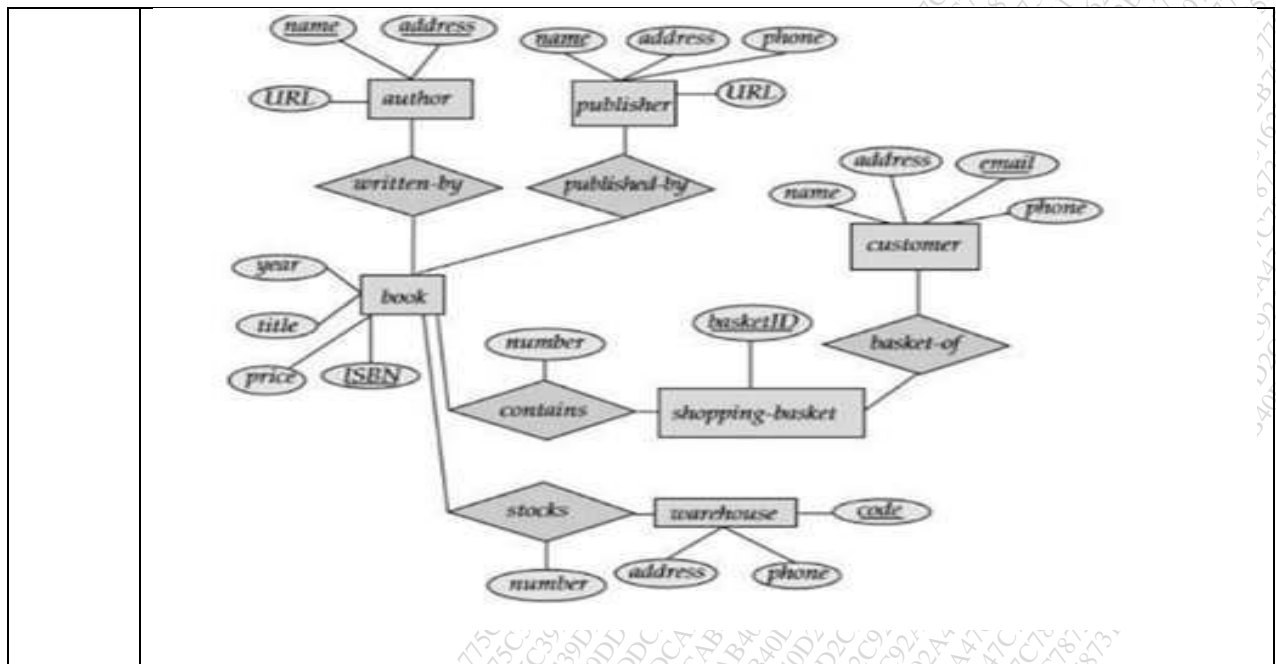 name address
name address phone
URL author
publisher URL
written-by published-by
address email
name phone
customer
year
book
title
price ISBN
number
basketID
basket-of
contains shopping-basket
stocks warehouse code
number address phone